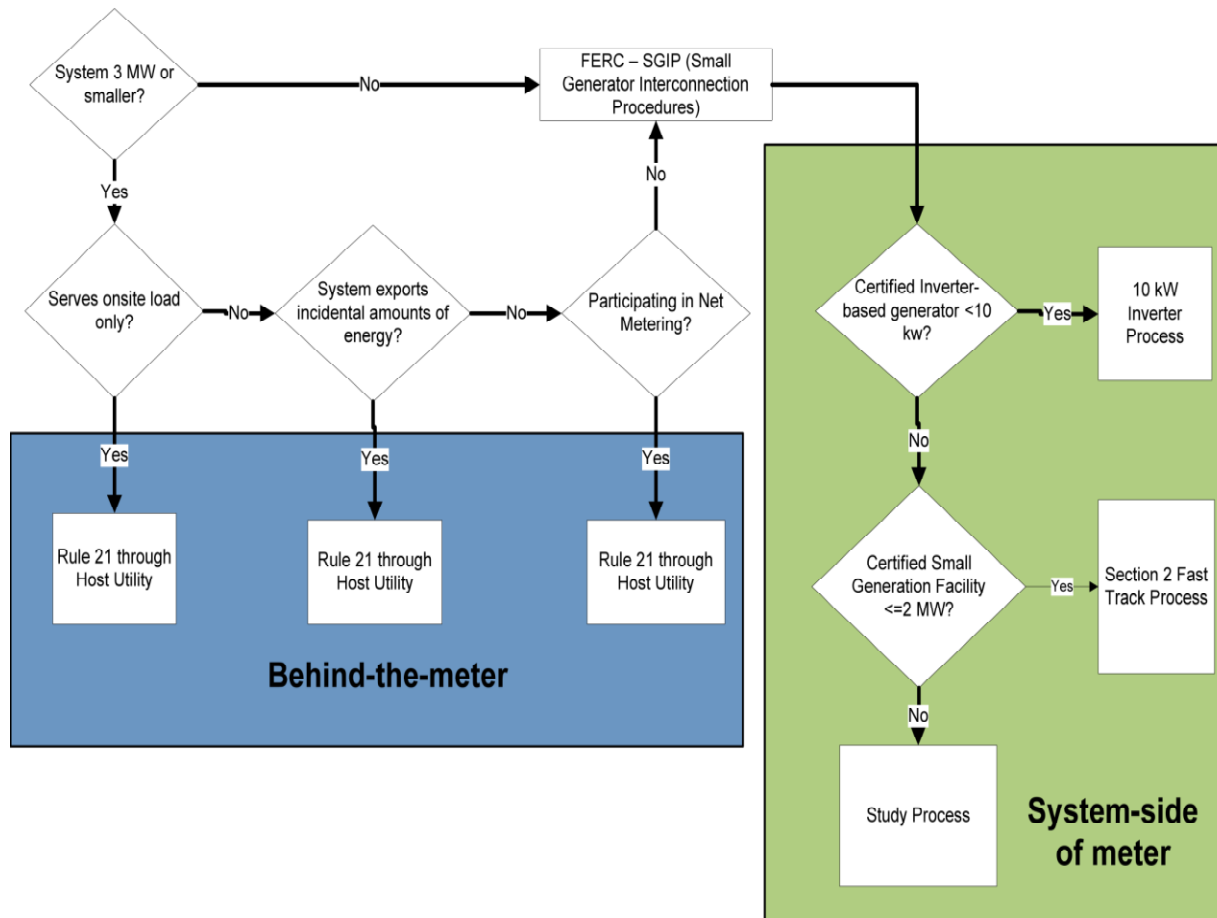 System 3 MW or
smaller?
No
FERC – SGIP (Small
Generator Interconnection
Procedures)
Yes
No
Serves onsite load
only?
No
System exports
incidental amounts of
energy?
No
Participating in Net
Metering?
Certified Inverter-
based generator <10
kw?
Yes
10 kW
Inverter
Process
Yes
Yes
Yes
No
Rule 21 through
Host Utility
Rule 21 through
Host Utility
Rule 21 through
Host Utility
Behind-the-meter
Certified Small
Generation Facility
<=2 MW?
Yes
Section 2 Fast
Track Process
No
Study Process
System-side
of meter